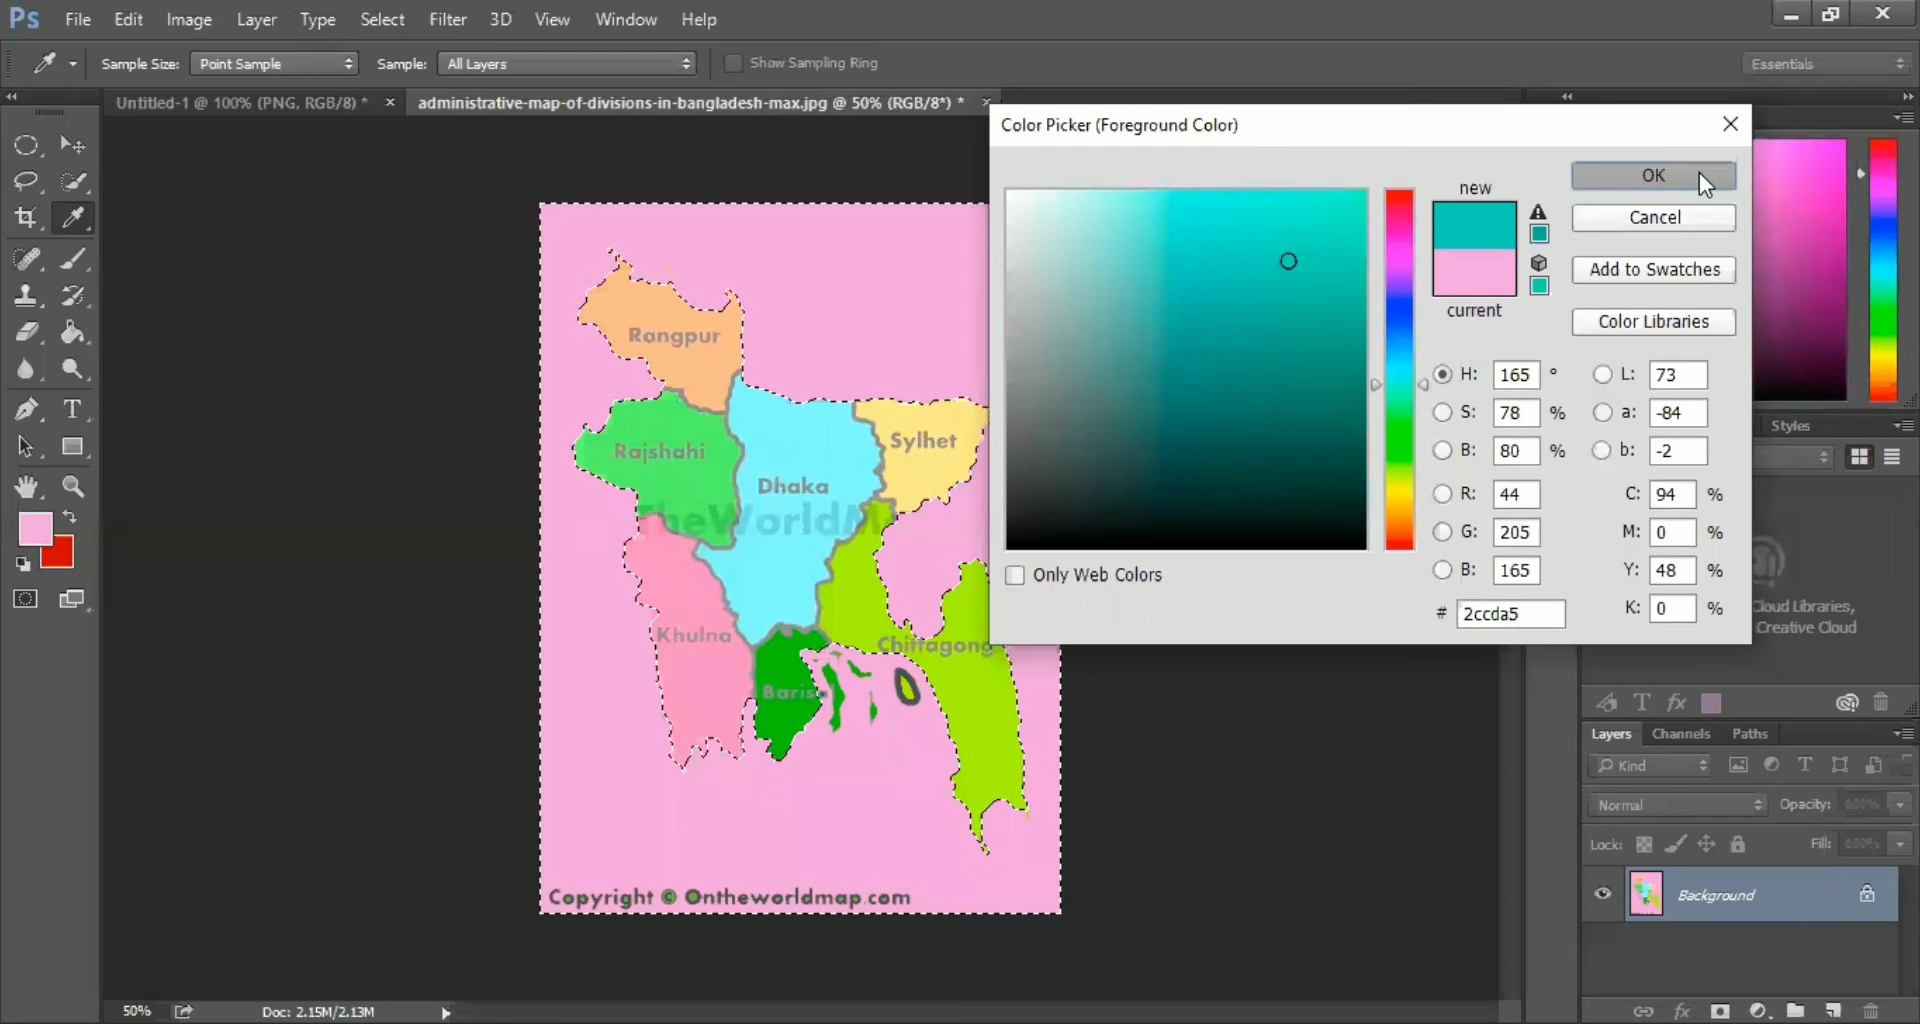 Ps File Edit Image Layer Type Select Filter 3D View Window Help
Sample Size: Point Sample Sample: All Layers Show Sampling Ring Essentials
Untitled-1 @ 100% (PNG, RGB/8) * × administrative-map-of-divisions-in-bangladesh-max.jpg @ 50% (RGB/8*) * ×
Color Picker (Foreground Color)
new
OK
Cancel
Add to Swatches
current
Color Libraries
H: 165 ° L: 73
S: 78 % a: -84
B: 80 % b: -2
R: 44 C: 94 %
G: 205 M: 0 %
B: 165 Y: 48 %
K: 0 %
# 2ccda5
Only Web Colors
Rangpur
Sylhet
Rajshahi
Dhaka
TheWorldM
Khulna
Chittagong
Barisa
Copyright © Ontheworldmap.com
Styles
Cloud Libraries,
Creative Cloud
Layers Channels Paths
Kind
Normal Opacity:
Lock: Fill:
Background
50% Doc: 2.15M/2.13M